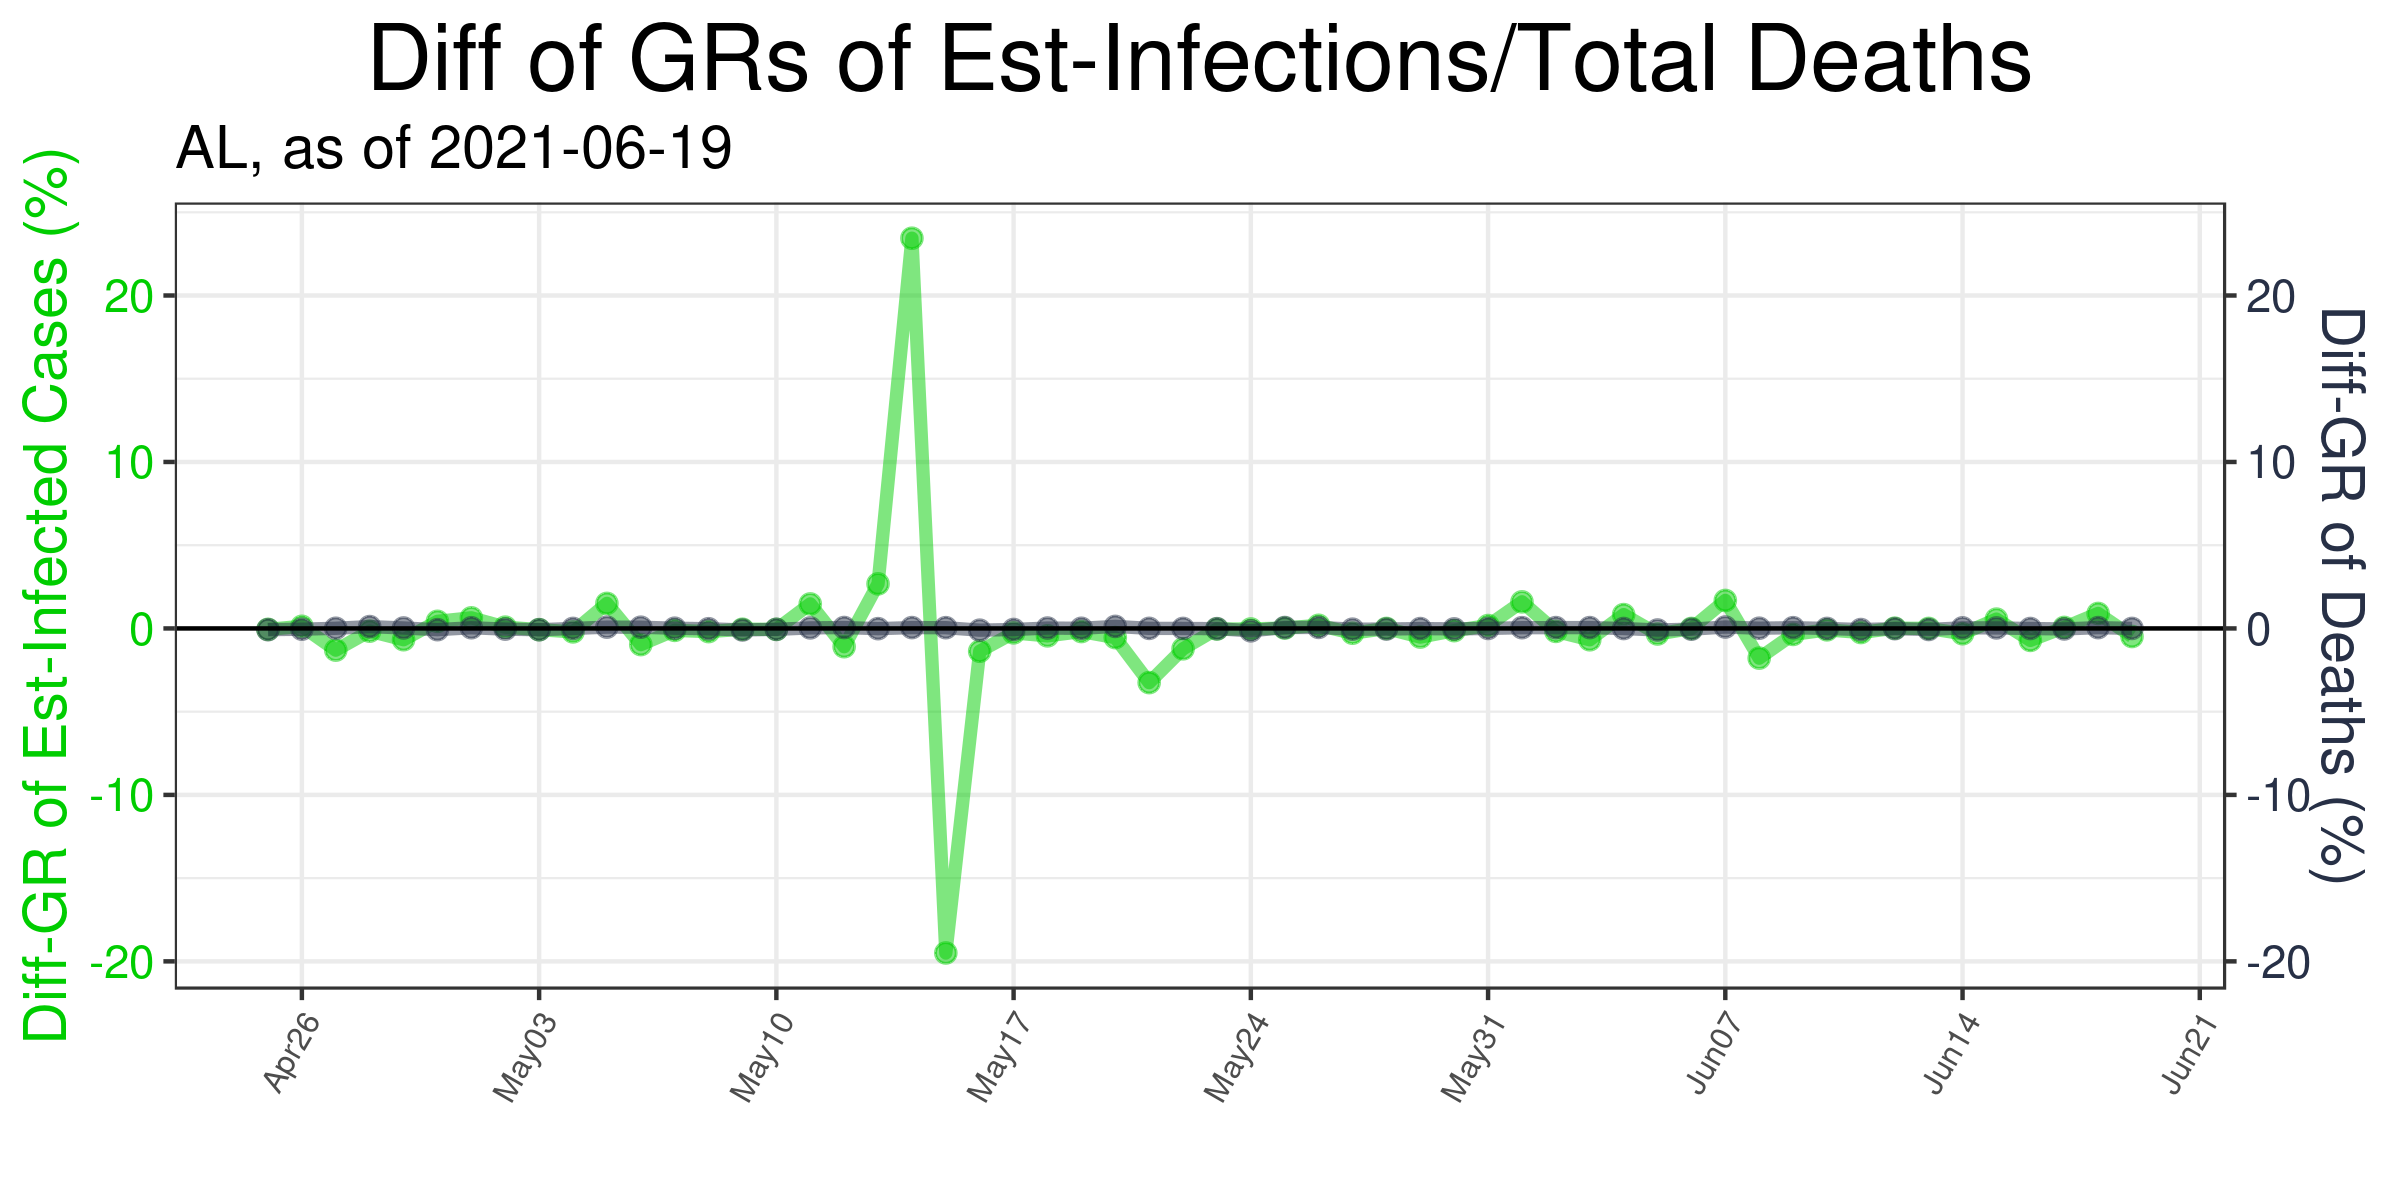 Diff of GRs of Est-Infections/Total Deaths
AL, as of 2021-06-19
Diff-GR of Est-Infected Cases (%)
20
10
0
-10
-20
20
10
0
-10
-20
Diff-GR of Deaths (%)
Apr26
May03
May10
May17
May24
May31
Jun07
Jun14
Jun21